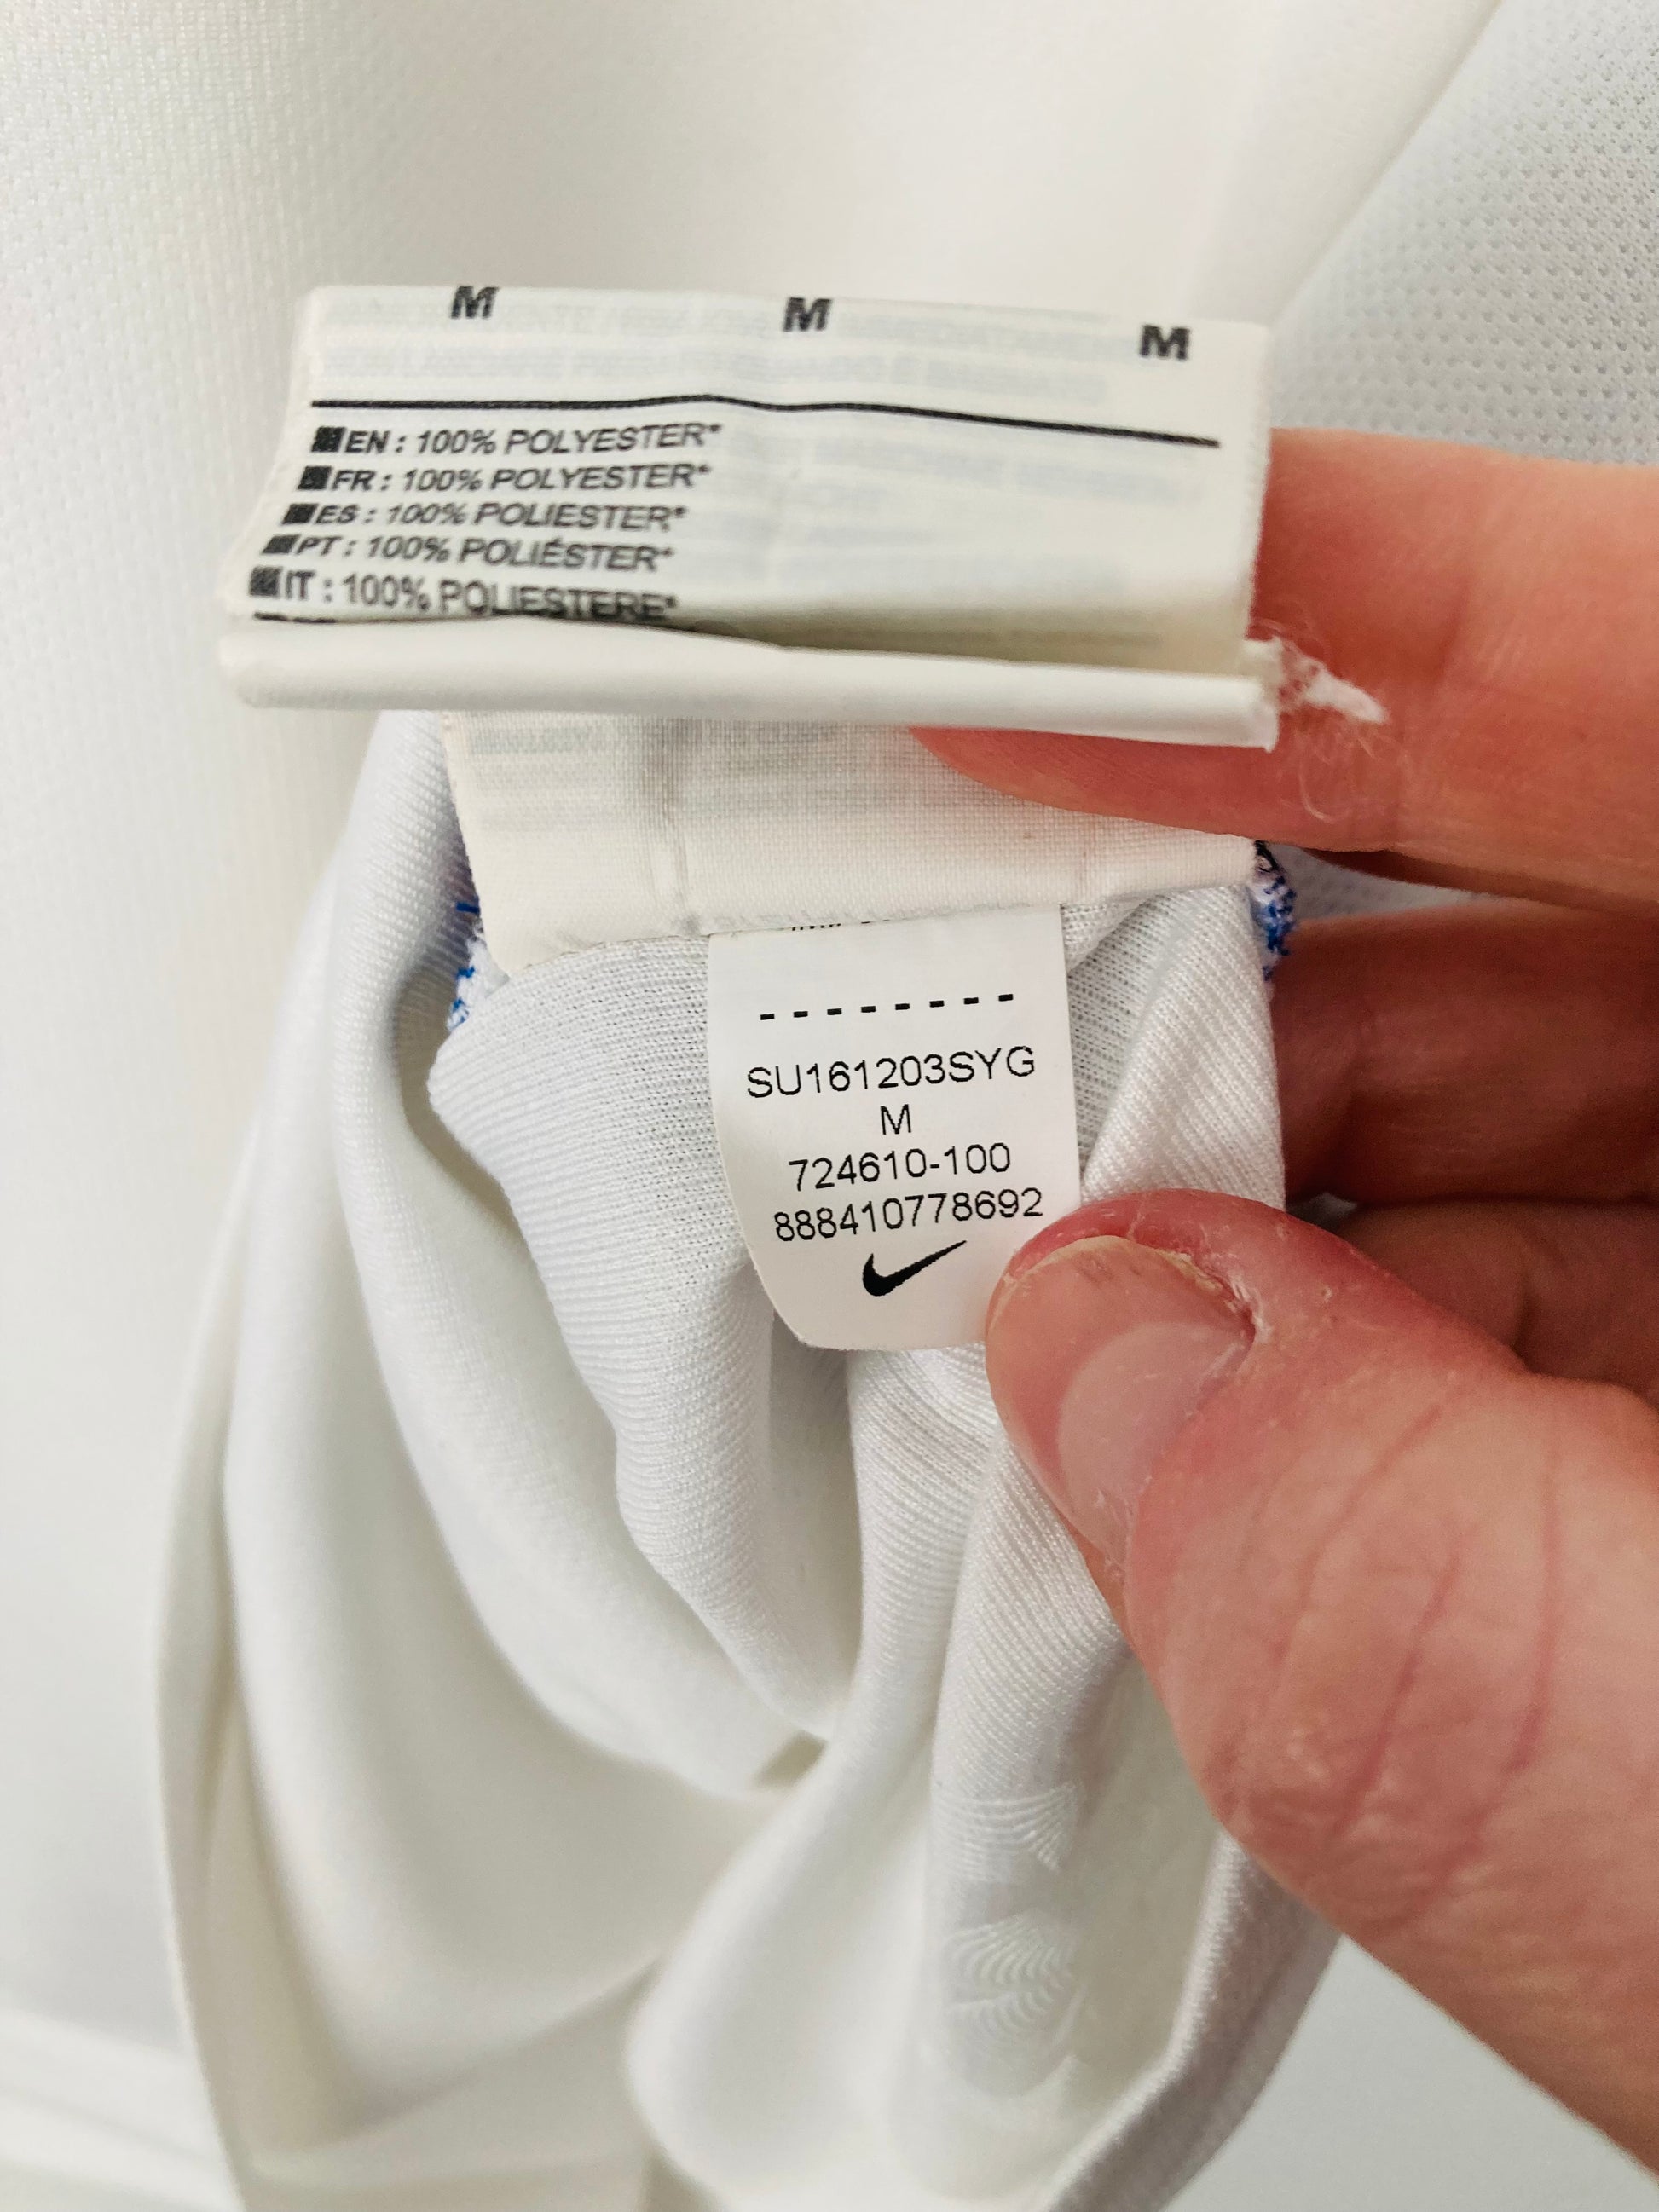 M M M
EN : 100% POLYESTER*
FR : 100% POLYESTER*
ES : 100% POLIESTER*
PT : 100% POLIÉSTER*
IT : 100% POLIESTERE*
--------
SU161203SYG
M
724610-100
888410778692